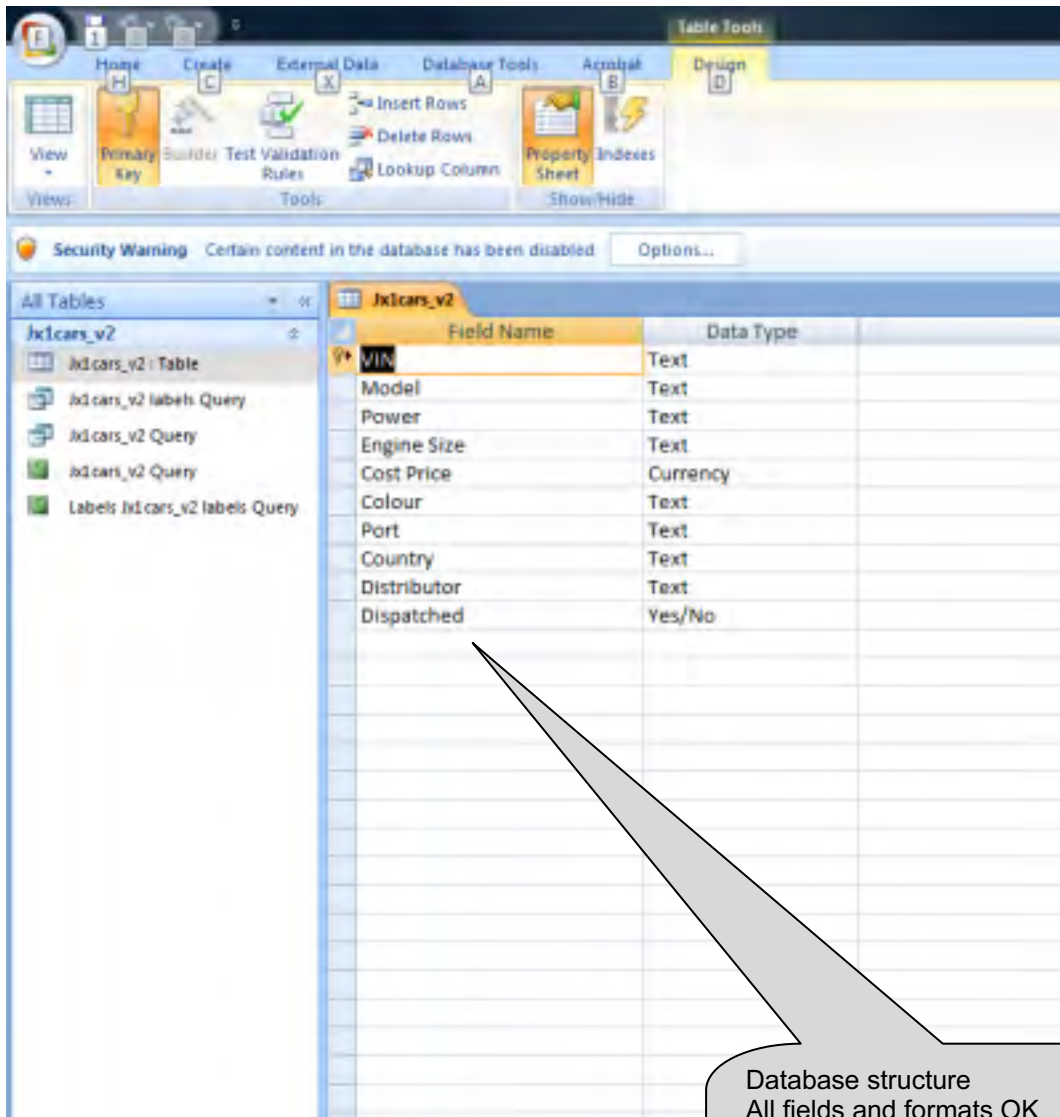 Table Tools
1
Home Create External Data Database Tools Acrobat Design
H C X A B D
View
Primary Key
Builder
Test Validation Rules
Insert Rows
Delete Rows
Lookup Column
Property Sheet
Indexes
Views Tools Show/Hide
Security Warning Certain content in the database has been disabled Options...
All Tables
Jx1cars_v2
Jx1cars_v2 : Table
Jx1cars_v2 labels Query
Jx1cars_v2 Query
Jx1cars_v2 Query
Labels Jx1cars_v2 labels Query
Jx1cars_v2
Field Name Data Type
VIN Text
Model Text
Power Text
Engine Size Text
Cost Price Currency
Colour Text
Port Text
Country Text
Distributor Text
Dispatched Yes/No
Database structure
All fields and formats OK